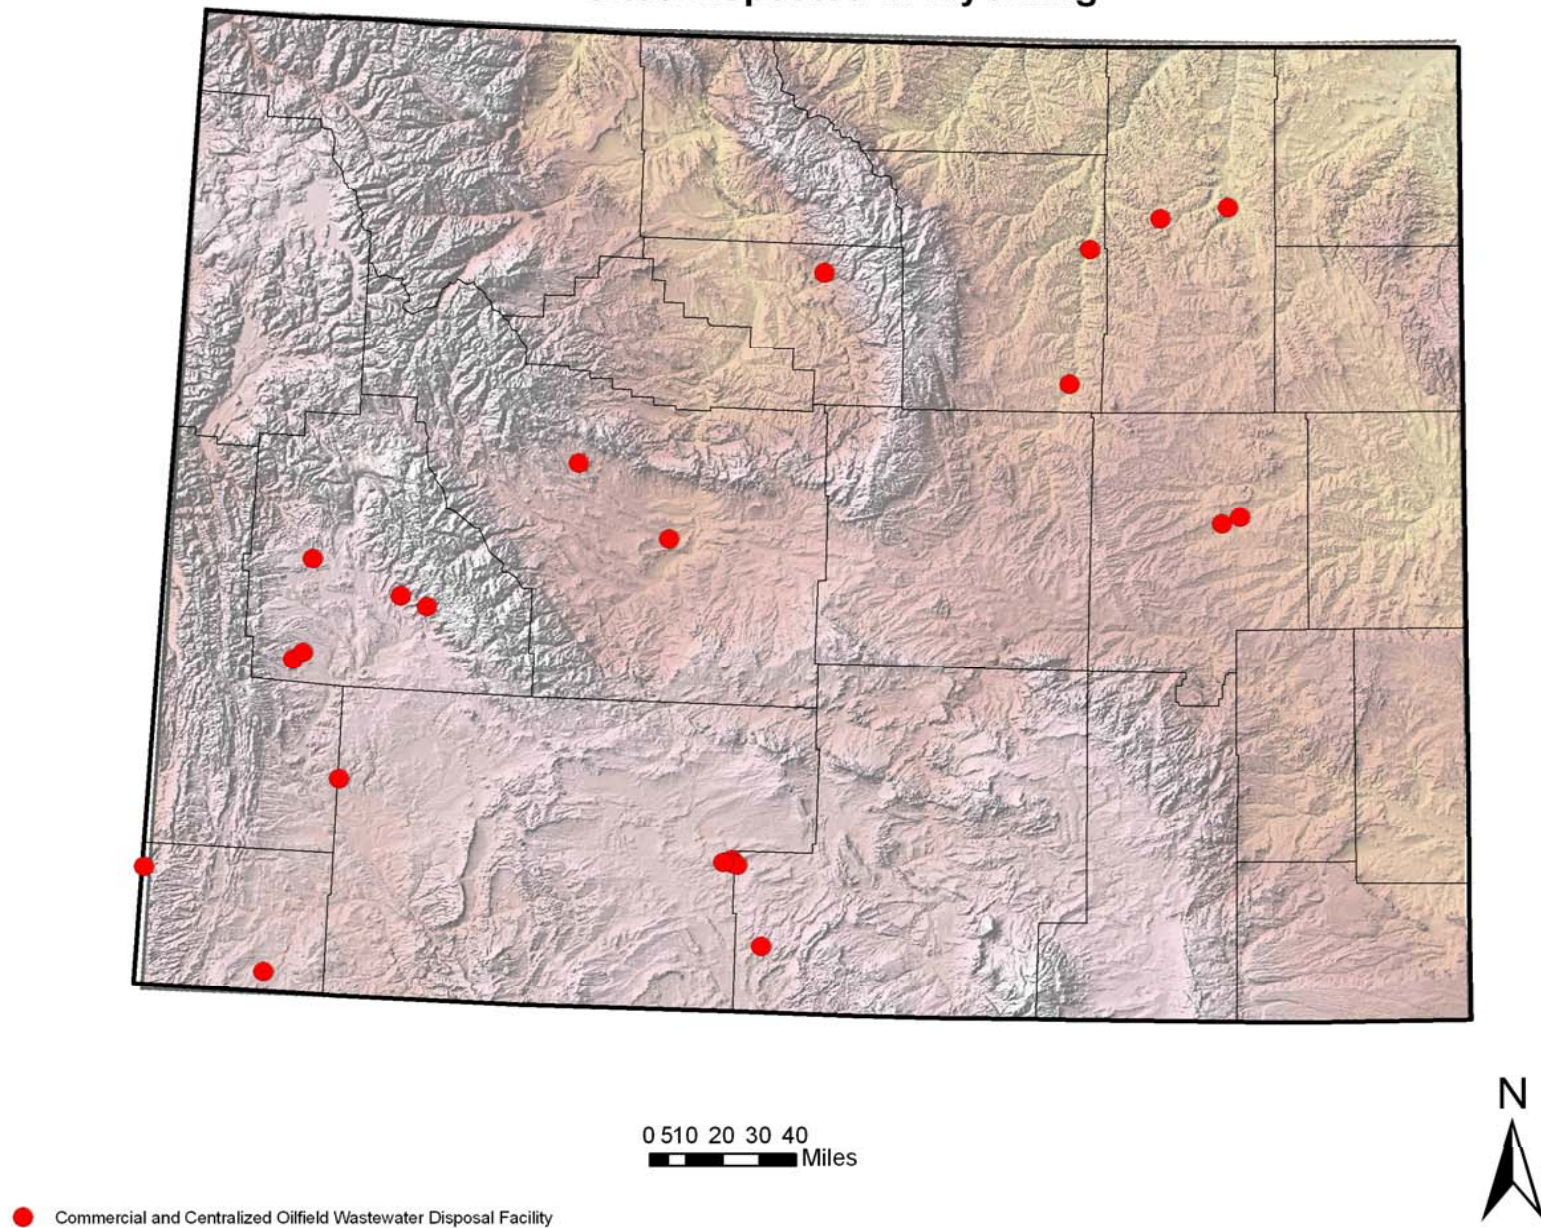 N
0 510 20 30 40
Miles
Commercial and Centralized Oilfield Wastewater Disposal Facility